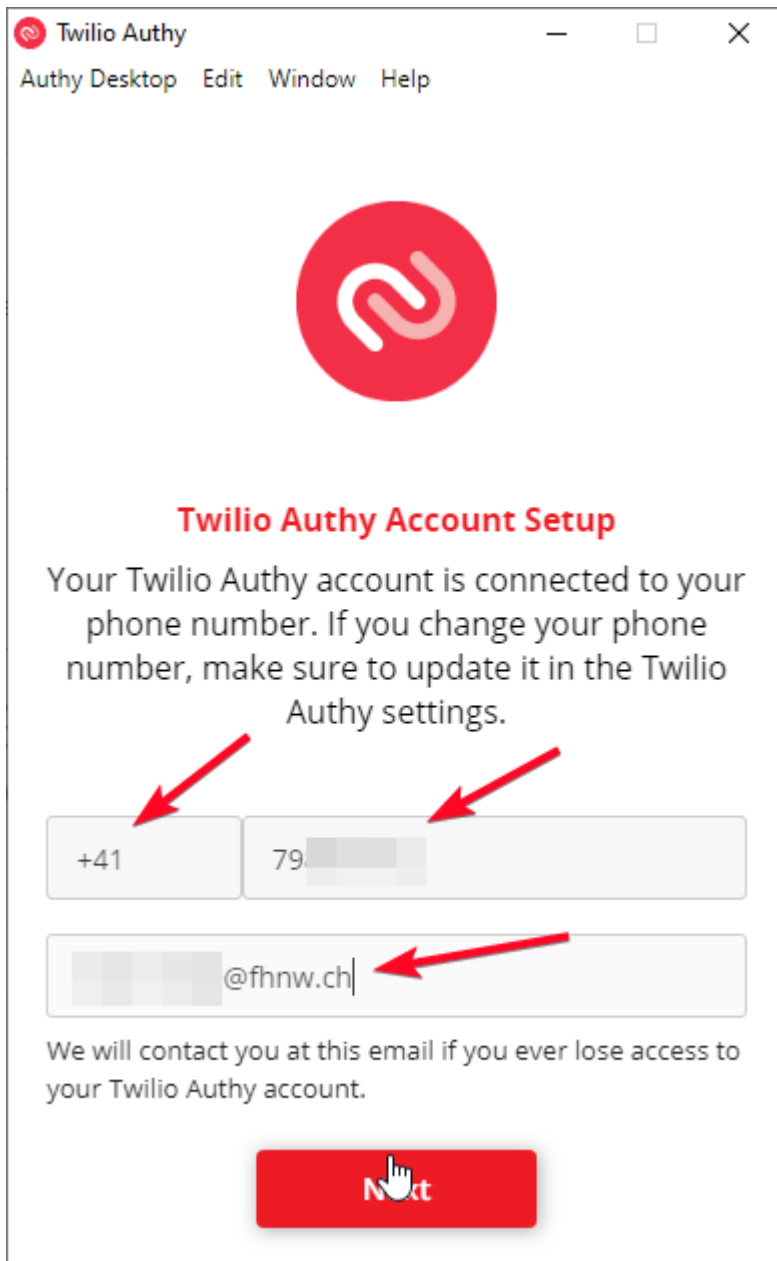 Twilio Authy
Authy Desktop Edit Window Help
Twilio Authy Account Setup
Your Twilio Authy account is connected to your
phone number. If you change your phone
number, make sure to update it in the Twilio
Authy settings.
+41 79
@fhnw.ch
We will contact you at this email if you ever lose access to
your Twilio Authy account.
Next